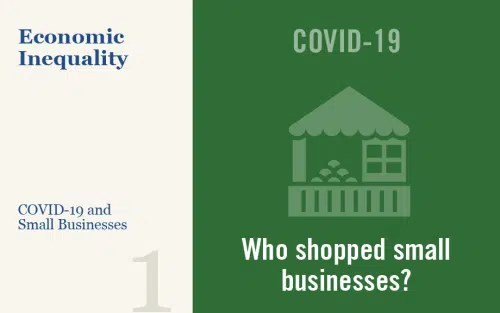 Economic
Inequality
COVID-19 and
Small Businesses
1
COVID-19
Who shopped small
businesses?